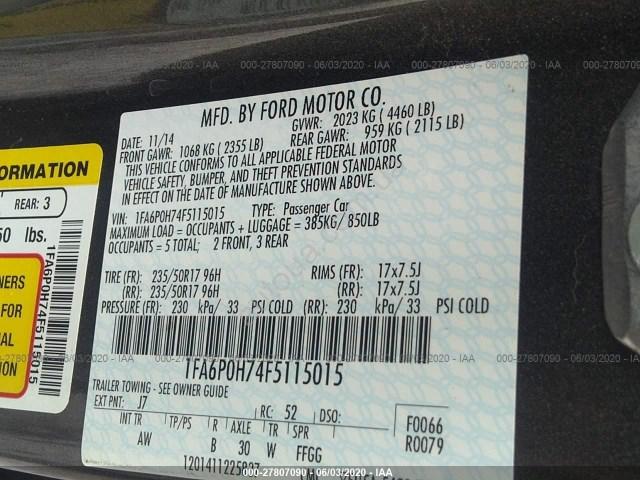 000-27807090 - 06/03/2020 - IAA
MFD. BY FORD MOTOR CO.
DATE: 11/14 GVWR: 2023 KG ( 4460 LB)
FRONT GAWR: 1068 KG ( 2355 LB) REAR GAWR: 959 KG ( 2115 LB)
THIS VEHICLE CONFORMS TO ALL APPLICABLE FEDERAL MOTOR
VEHICLE SAFETY, BUMPER, AND THEFT PREVENTION STANDARDS
IN EFFECT ON THE DATE OF MANUFACTURE SHOWN ABOVE.
VIN: 1FA6P0H74F5115015 TYPE: Passenger Car
MAXIMUM LOAD = OCCUPANTS + LUGGAGE = 385KG/ 850LB
OCCUPANTS = 5 TOTAL; 2 FRONT, 3 REAR
TIRE (FR): 235/50R17 96H RIMS (FR): 17x7.5J
(RR): 235/50R17 96H (RR): 17x7.5J
PRESSURE (FR): 230 kPa/ 33 PSI COLD (RR): 230 kPa/ 33 PSI COLD
1FA6P0H74F5115015
TRAILER TOWING - SEE OWNER GUIDE
EXT PNT: J7 RC: 52 DSO: F0066
INT TR TP/PS R AXLE TR SPR R0079
AW B 30 W FFGG
ORMATION
REAR: 3
50 lbs.
1FA6P0H74F5115015
NERS
FOR
NAL
ION
000-27807090 - 06/03/2020 - IAA